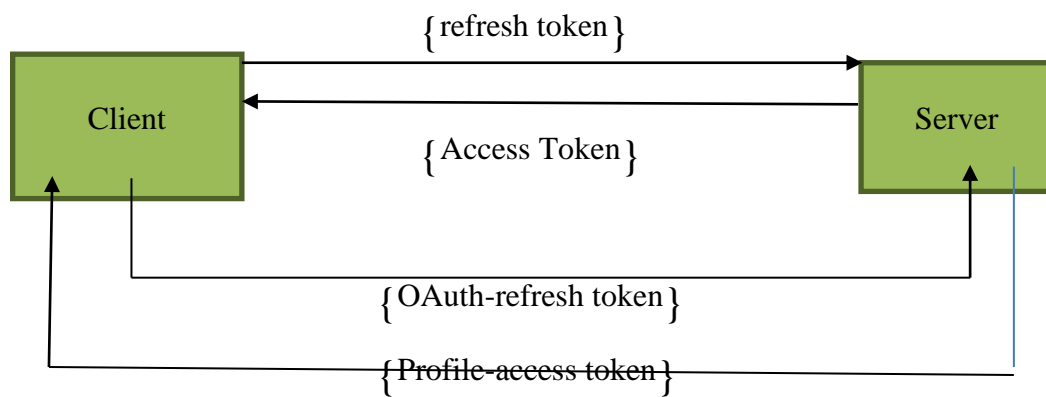 {refresh token}
Client
Server
{Access Token}
{OAuth-refresh token}
{Profile-access token}